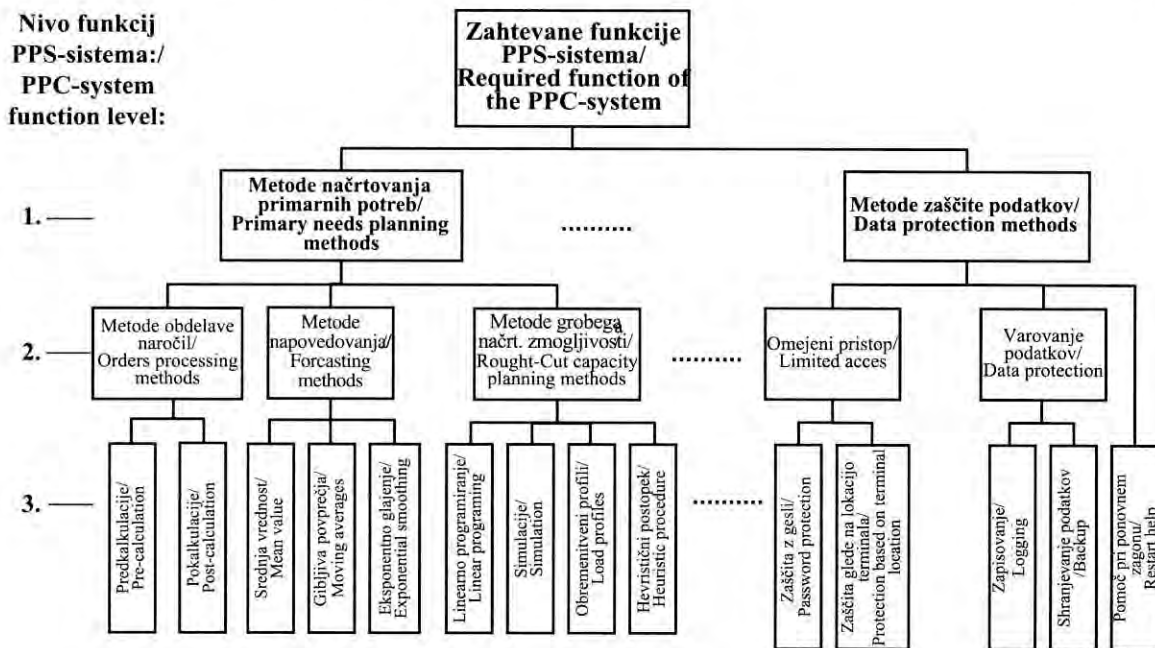 Nivo funkcij
PPS-sistema:/
PPC-system
function level:
Zahtevane funkcije
PPS-sistema/
Required function of
the PPC-system
1.
Metode načrtovanja
primarnih potreb/
Primary needs planning
methods
Metode zaščite podatkov/
Data protection methods
2.
Metode obdelave
naročil/
Orders processing
methods
Metode
napovedovanja/
Forcasting
methods
Metode grobega
načrt. zmogljivosti/
Rought-Cut capacity
planning methods
Omejeni pristop/
Limited acces
Varovanje
podatkov/
Data protection
3.
Predkalkulacije/
Pre-calculation
Pokalkulacije/
Post-calculation
Srednja vrednost/
Mean value
Gibljiva povprečja/
Moving averages
Eksponentno glajenje/
Exponential smoothing
Linearno programiranje/
Linear programing
Simulacije/
Simulation
Obremenitveni profili/
Load profiles
Hevristični postopek/
Heuristic procedure
Zaščita z gesli/
Password protection
Zaščita glede na lokacijo
terminala/
Protection based on terminal
location
Zapisovanje/
Logging
Shranjevanje podatkov
/Backup
Pomoč pri ponovnem
zagonu/
Restart help